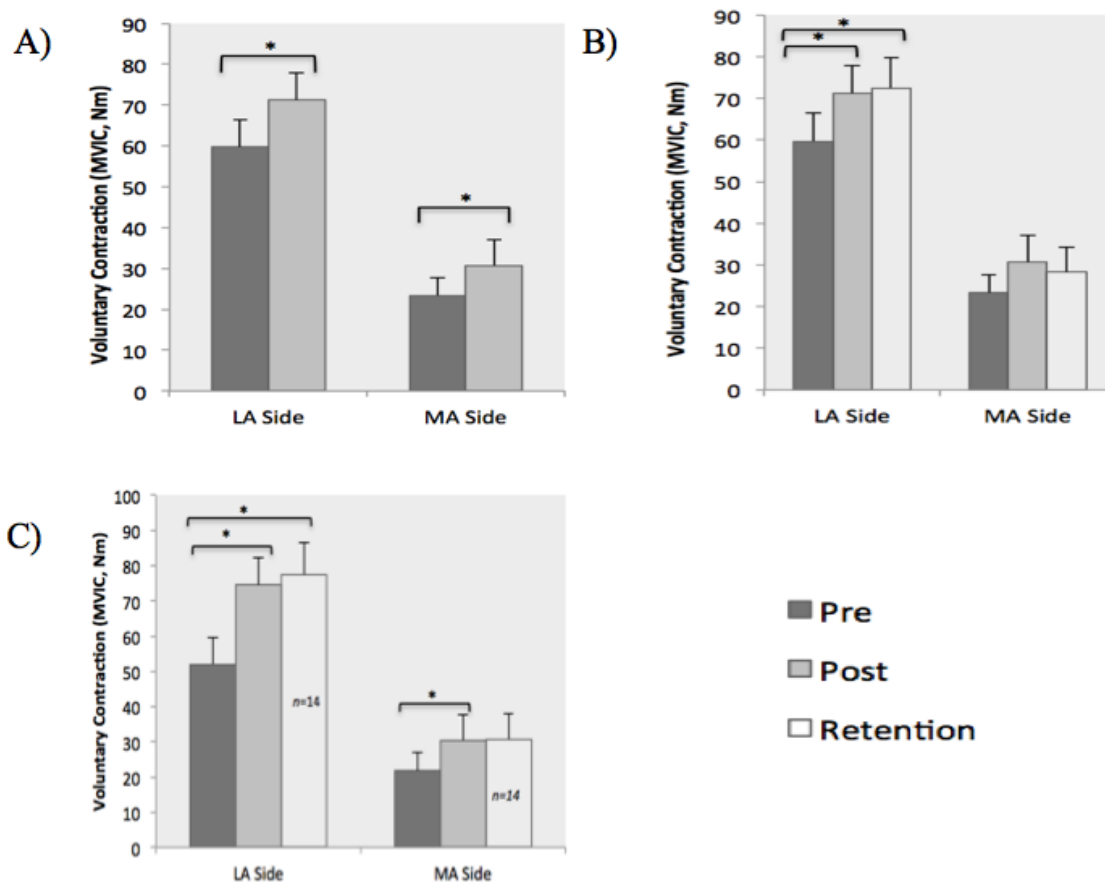 A)
Voluntary Contraction (MVIC, Nm)
90
80
70
60
50
40
30
20
10
0
*
*
LA Side
MA Side
B)
Voluntary Contraction (MVIC, Nm)
90
80
70
60
50
40
30
20
10
0
*
*
LA Side
MA Side
C)
Voluntary Contraction (MVIC, Nm)
100
90
80
70
60
50
40
30
20
10
0
*
*
*
n=14
n=14
LA Side
MA Side
Pre
Post
Retention